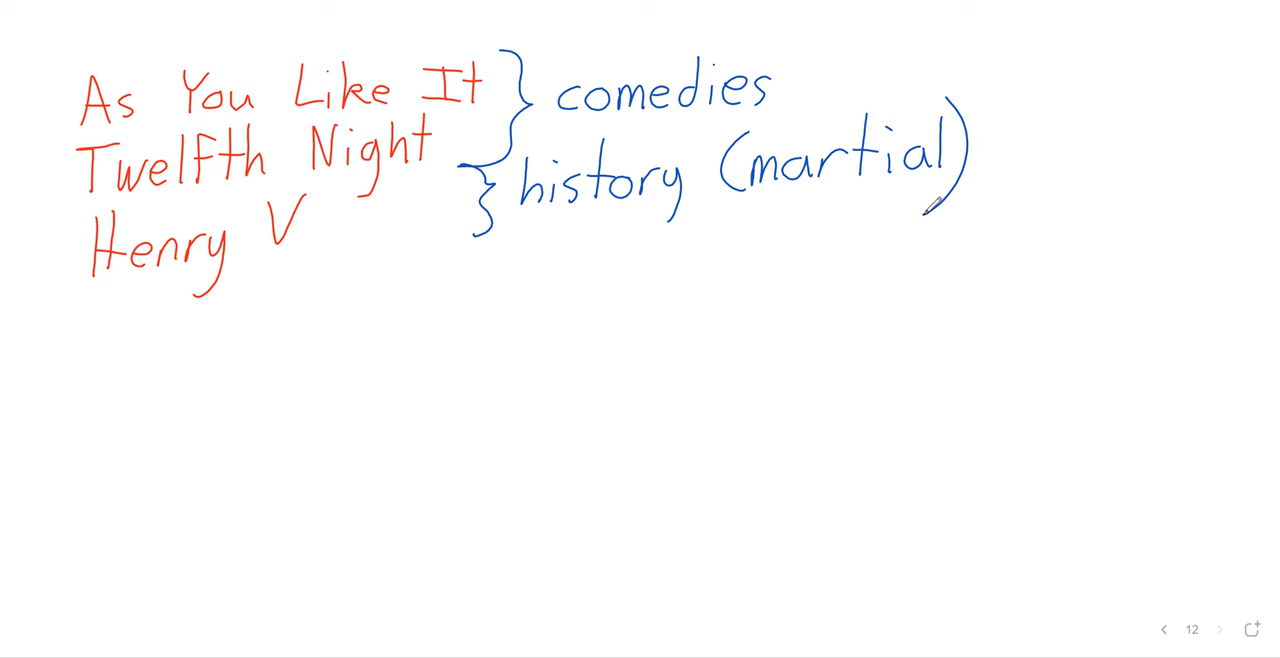 As You Like It } comedies
Twelfth Night
Henry V } history (martial)
12